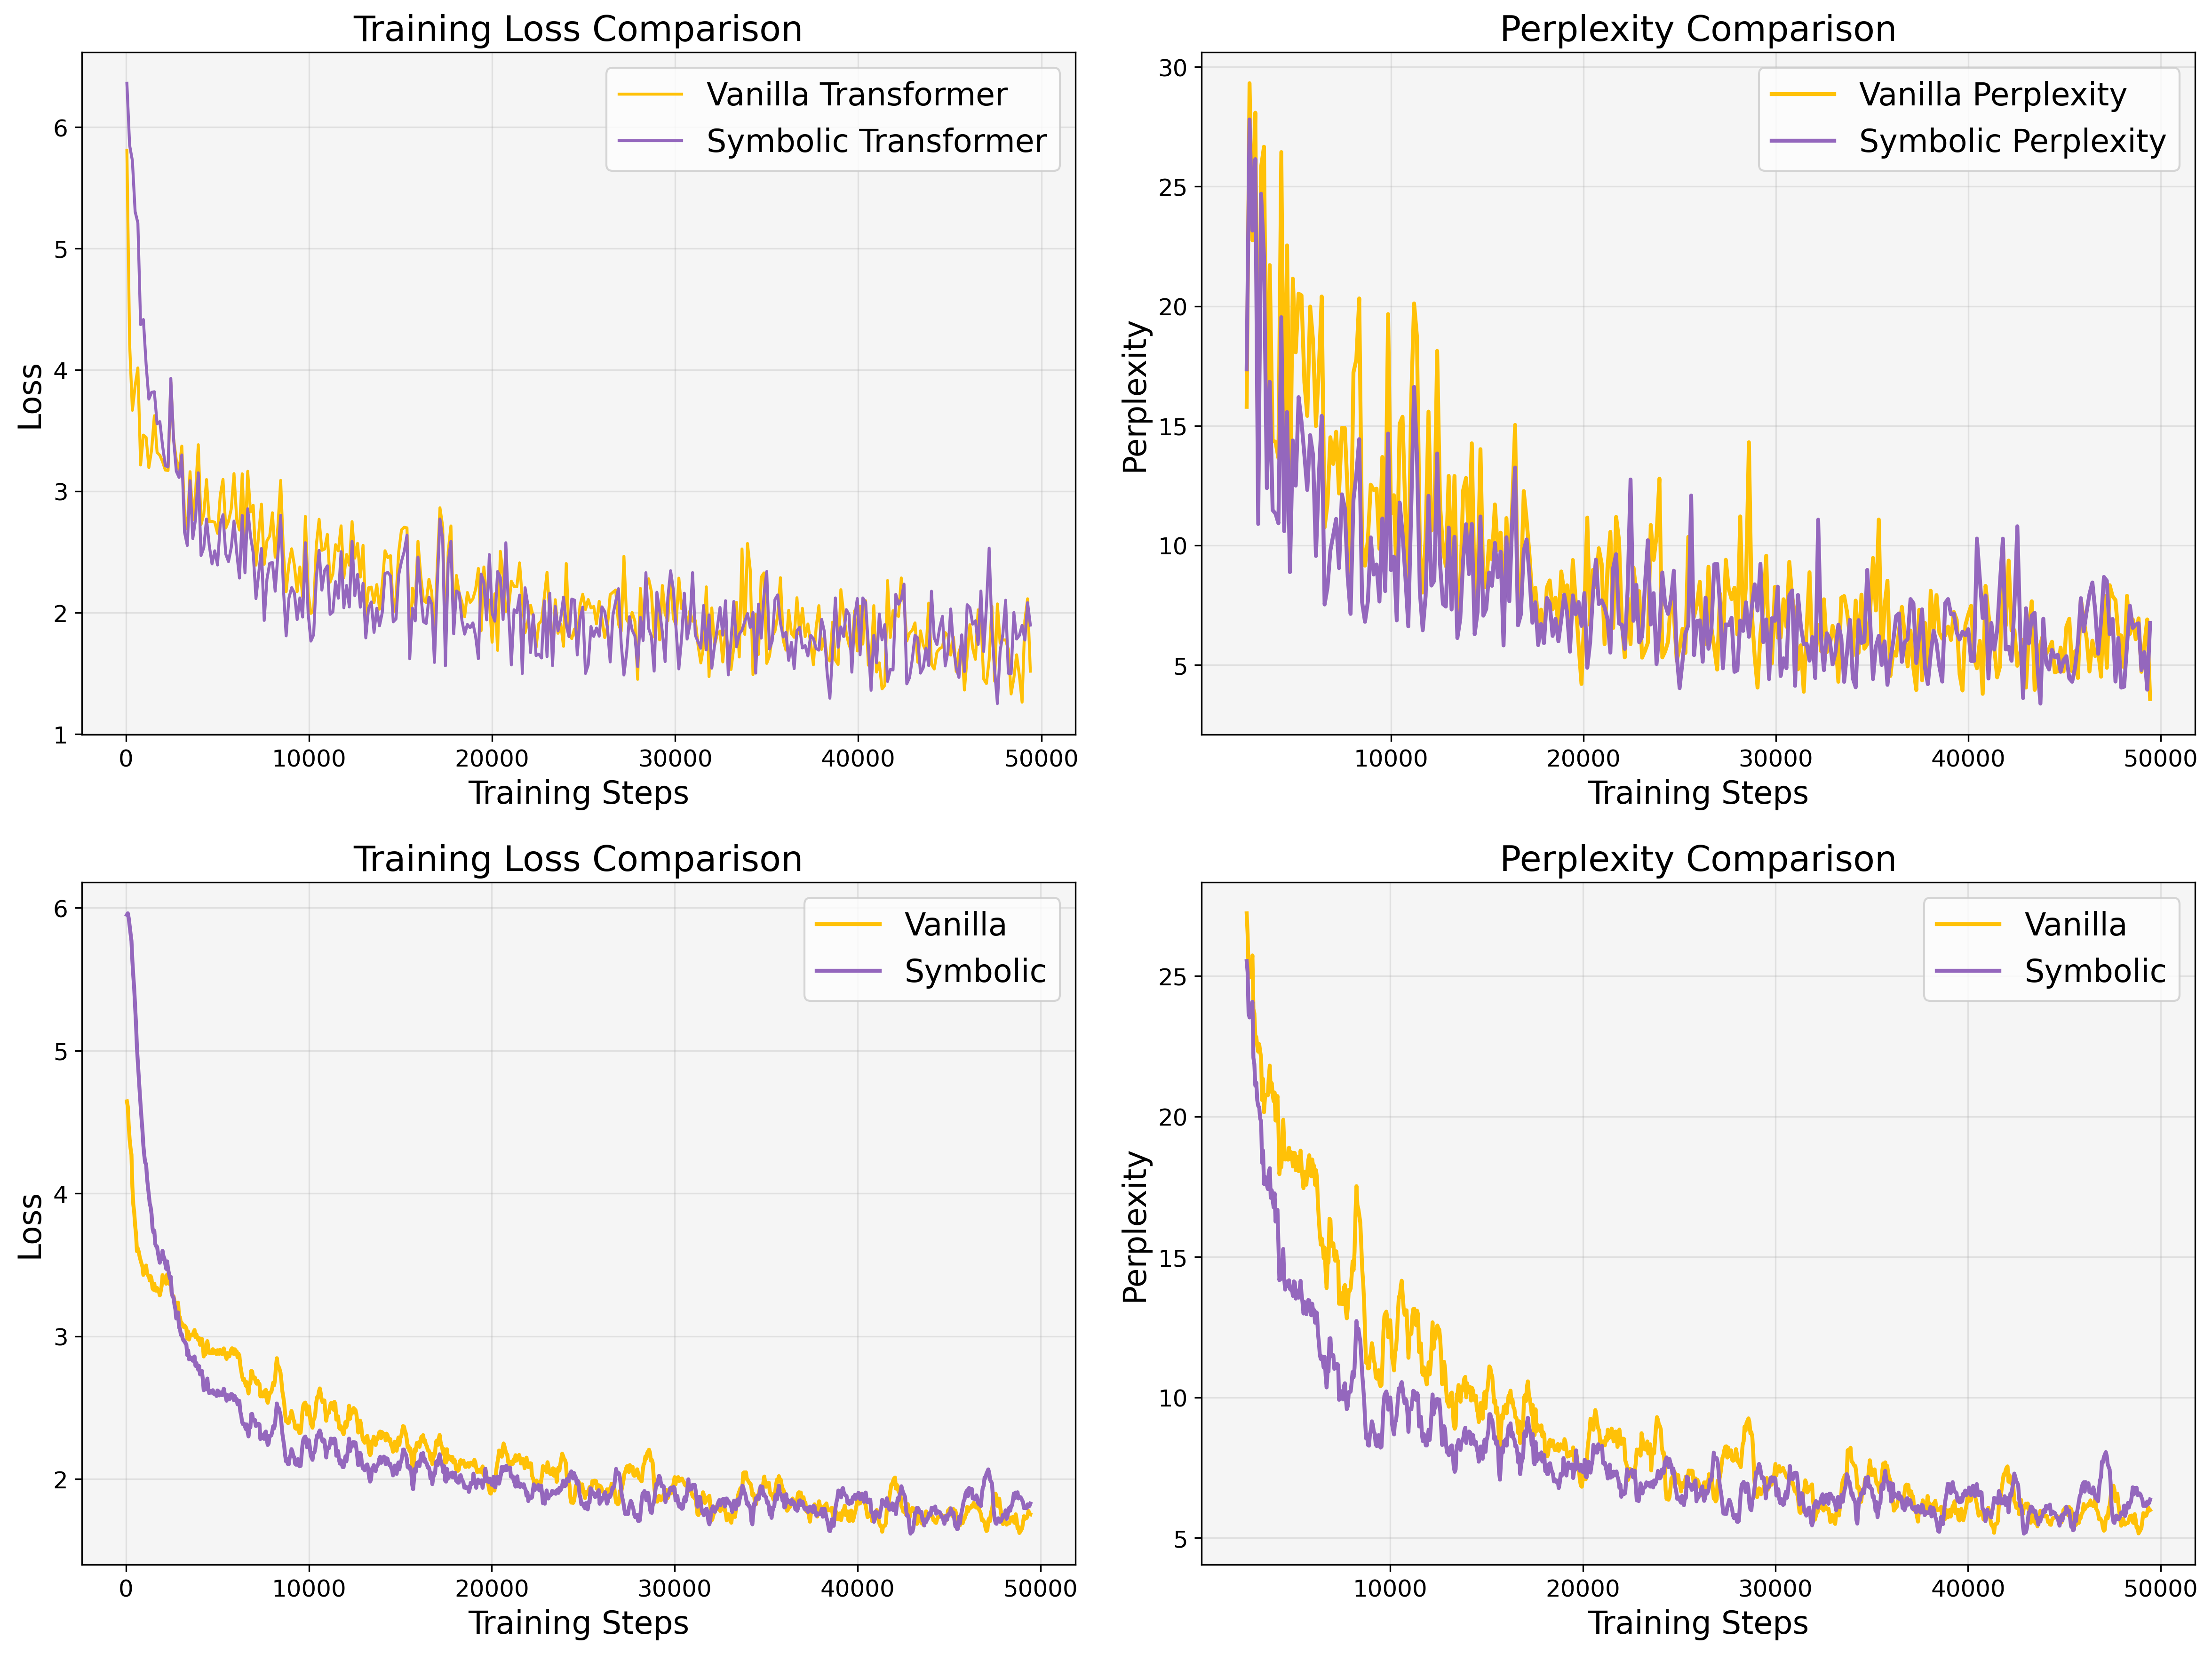 Training Loss Comparison
Vanilla Transformer
Symbolic Transformer
6
5
4
3
2
1
Loss
0 10000 20000 30000 40000 50000
Training Steps
Perplexity Comparison
Vanilla Perplexity
Symbolic Perplexity
30
25
20
15
10
5
Perplexity
10000 20000 30000 40000 50000
Training Steps
Training Loss Comparison
Vanilla
Symbolic
6
5
4
3
2
Loss
0 10000 20000 30000 40000 50000
Training Steps
Perplexity Comparison
Vanilla
Symbolic
25
20
15
10
5
Perplexity
10000 20000 30000 40000 50000
Training Steps